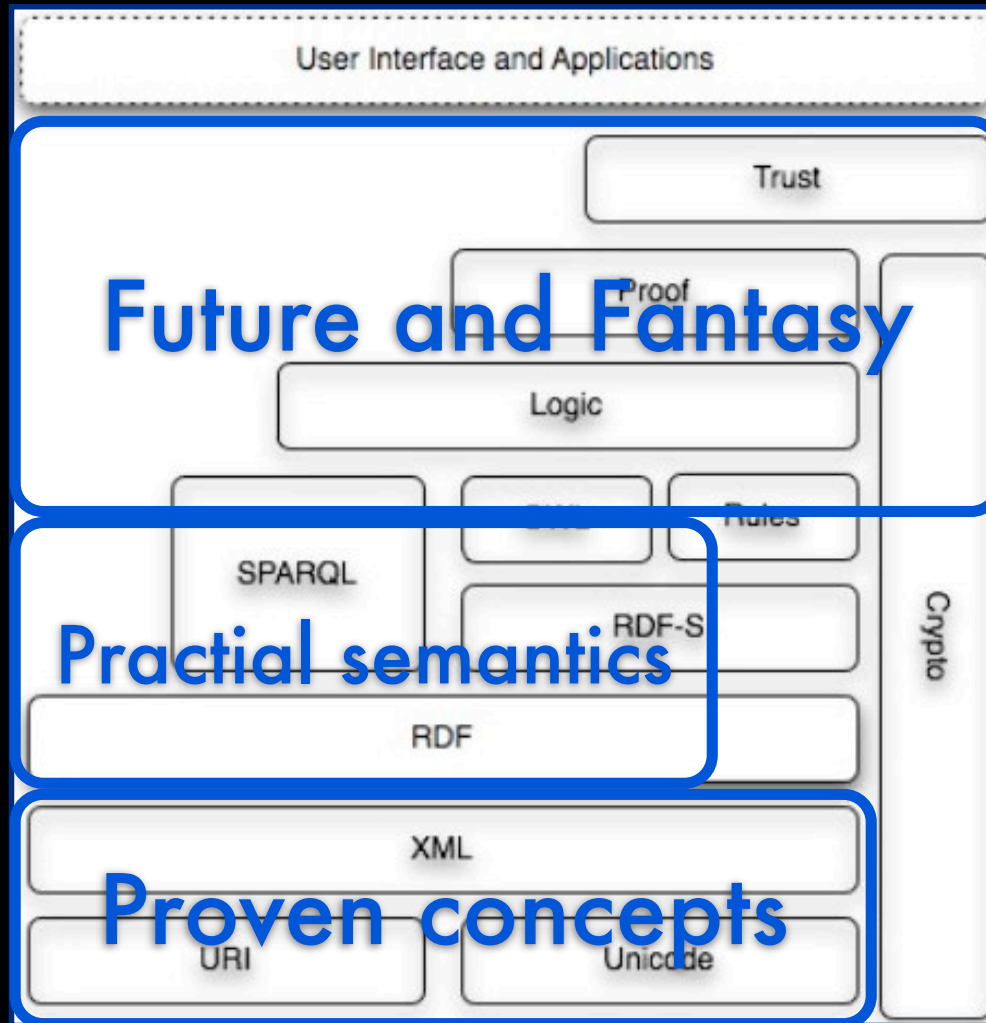 User Interface and Applications
Trust
Proof
Future and Fantasy
Logic
Rules
SPARQL
RDF-S
Practial semantics
Crypto
RDF
XML
Proven concepts
URI
Unicode